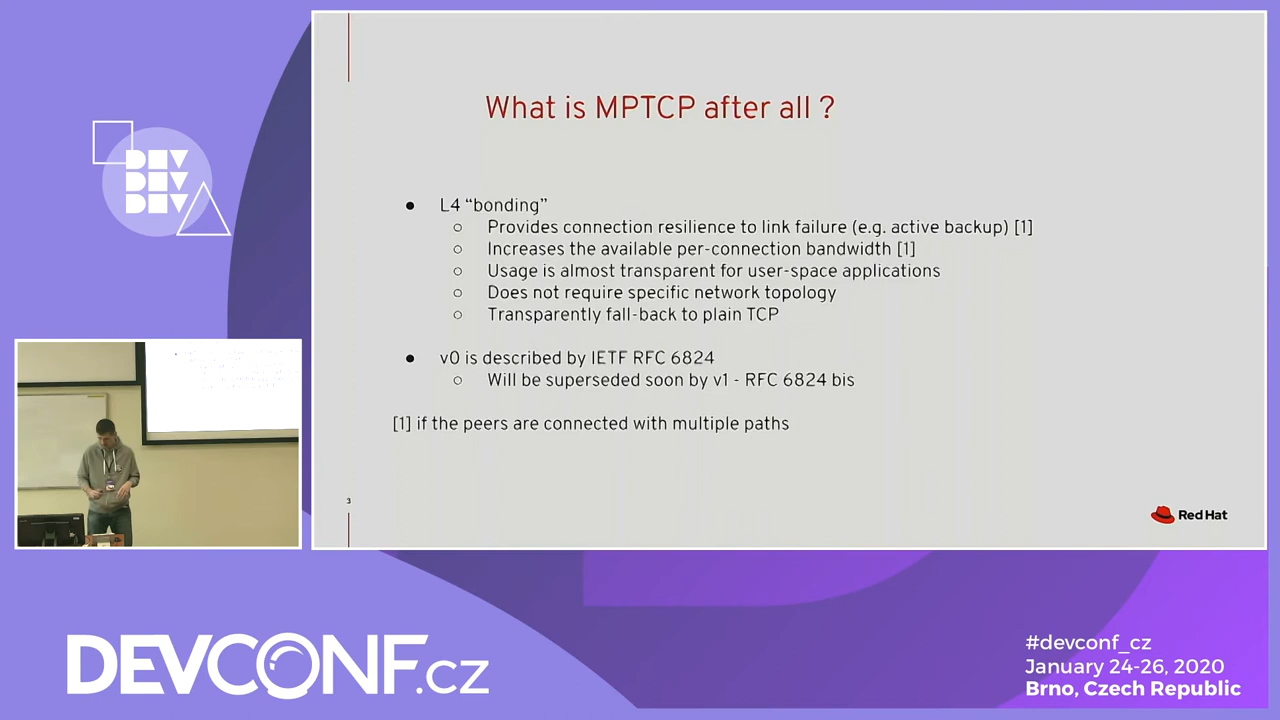 What is MPTCP after all ?
● L4 “bonding”
○ Provides connection resilience to link failure (e.g. active backup) [1]
○ Increases the available per-connection bandwidth [1]
○ Usage is almost transparent for user-space applications
○ Does not require specific network topology
○ Transparently fall-back to plain TCP
● v0 is described by IETF RFC 6824
○ Will be superseded soon by v1 - RFC 6824 bis
[1] if the peers are connected with multiple paths
3
Red Hat
DEV
DEV
DEV
DEVCONF.cz
#devconf_cz
January 24-26, 2020
Brno, Czech Republic